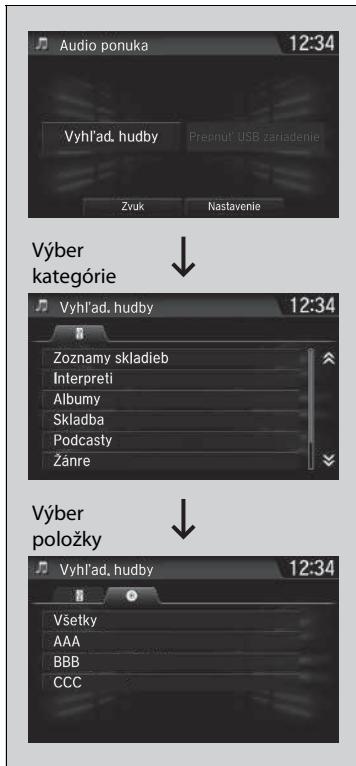 Audio ponuka 12:34
Vyhľad. hudby Prepnúť USB zariadenie
Zvuk Nastavenie
Výber
kategórie
Vyhľad. hudby 12:34
Zoznamy skladieb
Interpreti
Albumy
Skladba
Podcasty
Žánre
Výber
položky
Vyhľad. hudby 12:34
Všetky
AAA
BBB
CCC